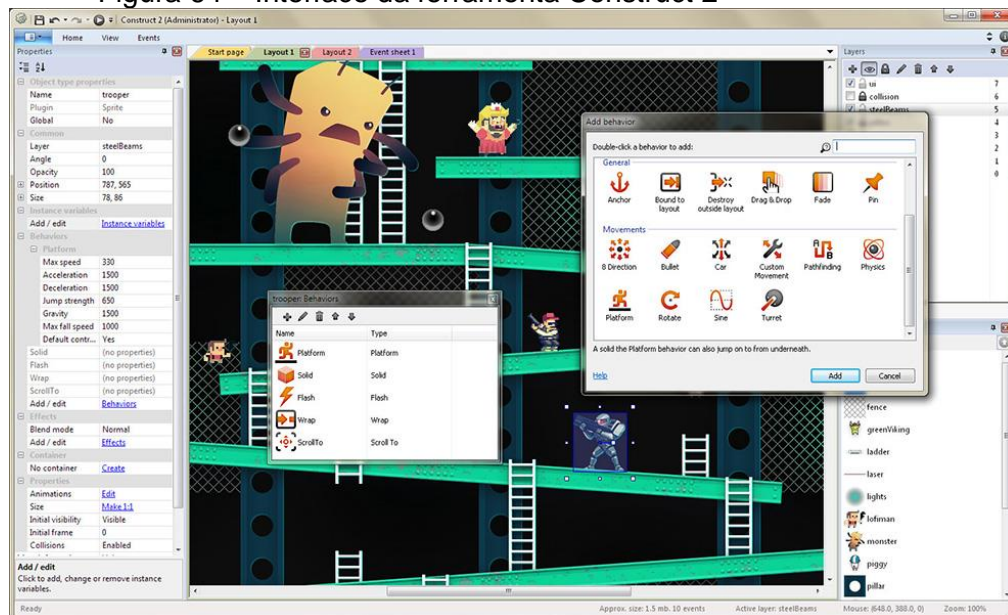 Construct 2 (Administrator) - Layout 1
Home View Events
Properties
Object type properties
Name trooper
Plugin Sprite
Global No
Common
Layer steelBeams
Angle 0
Opacity 100
Position 787, 565
Size 78, 86
Instance variables
Add / edit Instance variables
Behaviors
Platform
Max speed 330
Acceleration 1500
Deceleration 1500
Jump strength 650
Gravity 1500
Max fall speed 1000
Default contr... Yes
Solid (no properties)
Flash (no properties)
Wrap (no properties)
ScrollTo (no properties)
Add / edit Behaviors
Effects
Blend mode Normal
Add / edit Effects
Container
No container Create
Properties
Animations Edit
Size Make 1:1
Initial visibility Visible
Initial frame 0
Collisions Enabled
Add / edit
Click to add, change or remove instance
variables.
Start page Layout 1 Layout 2 Event sheet 1
trooper: Behaviors
Name Type
Platform Platform
Solid Solid
Flash Flash
Wrap Wrap
ScrollTo Scroll To
Add behavior
Double-click a behavior to add:
General
Anchor
Bound to
layout
Destroy
outside layout
Drag & Drop
Fade
Pin
Movements
8 Direction
Bullet
Car
Custom
Movement
Pathfinding
Physics
Platform
Rotate
Sine
Turret
A solid the Platform behavior can also jump on to from underneath.
Help Add Cancel
Layers
ui 7
collision 6
steelBeams 5
4
3
2
1
0
fence
greenViking
ladder
laser
lights
lofiman
monster
piggy
pillar
Ready Approx. size: 1.5 mb. 10 events Active layer: steelBeams Mouse: (648.0, 388.0, 0) Zoom: 100%